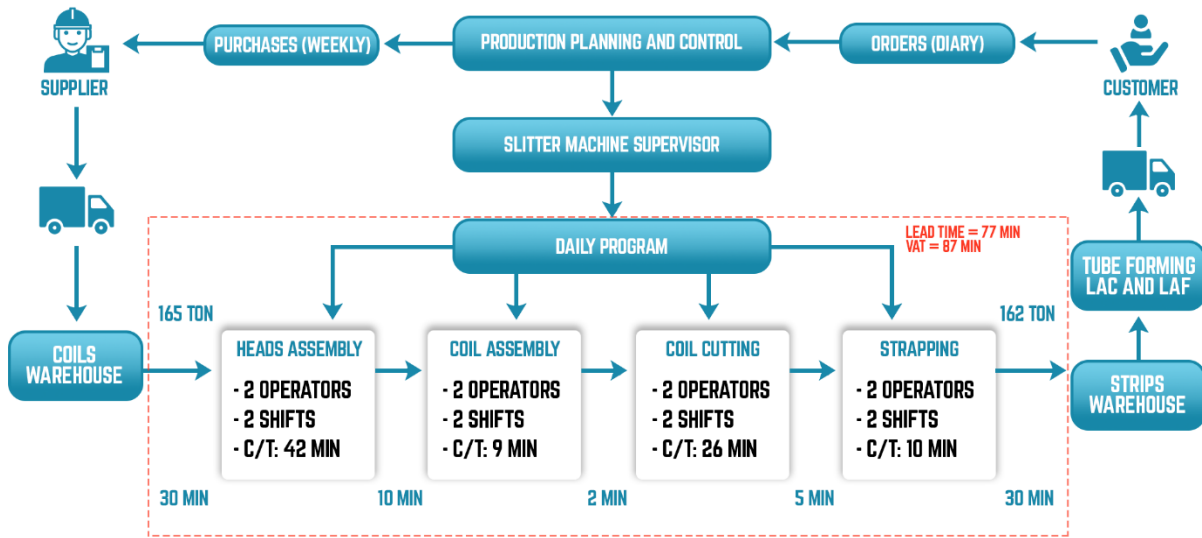 PURCHASES (WEEKLY)
PRODUCTION PLANNING AND CONTROL
ORDERS (DIARY)
SUPPLIER
CUSTOMER
SLITTER MACHINE SUPERVISOR
DAILY PROGRAM
LEAD TIME = 77 MIN
VAT = 87 MIN
TUBE FORMING
LAC AND LAF
165 TON
162 TON
COILS
WAREHOUSE
HEADS ASSEMBLY
- 2 OPERATORS
- 2 SHIFTS
- C/T: 42 MIN
COIL ASSEMBLY
- 2 OPERATORS
- 2 SHIFTS
- C/T: 9 MIN
COIL CUTTING
- 2 OPERATORS
- 2 SHIFTS
- C/T: 26 MIN
STRAPPING
- 2 OPERATORS
- 2 SHIFTS
- C/T: 10 MIN
STRIPS
WAREHOUSE
30 MIN
10 MIN
2 MIN
5 MIN
30 MIN